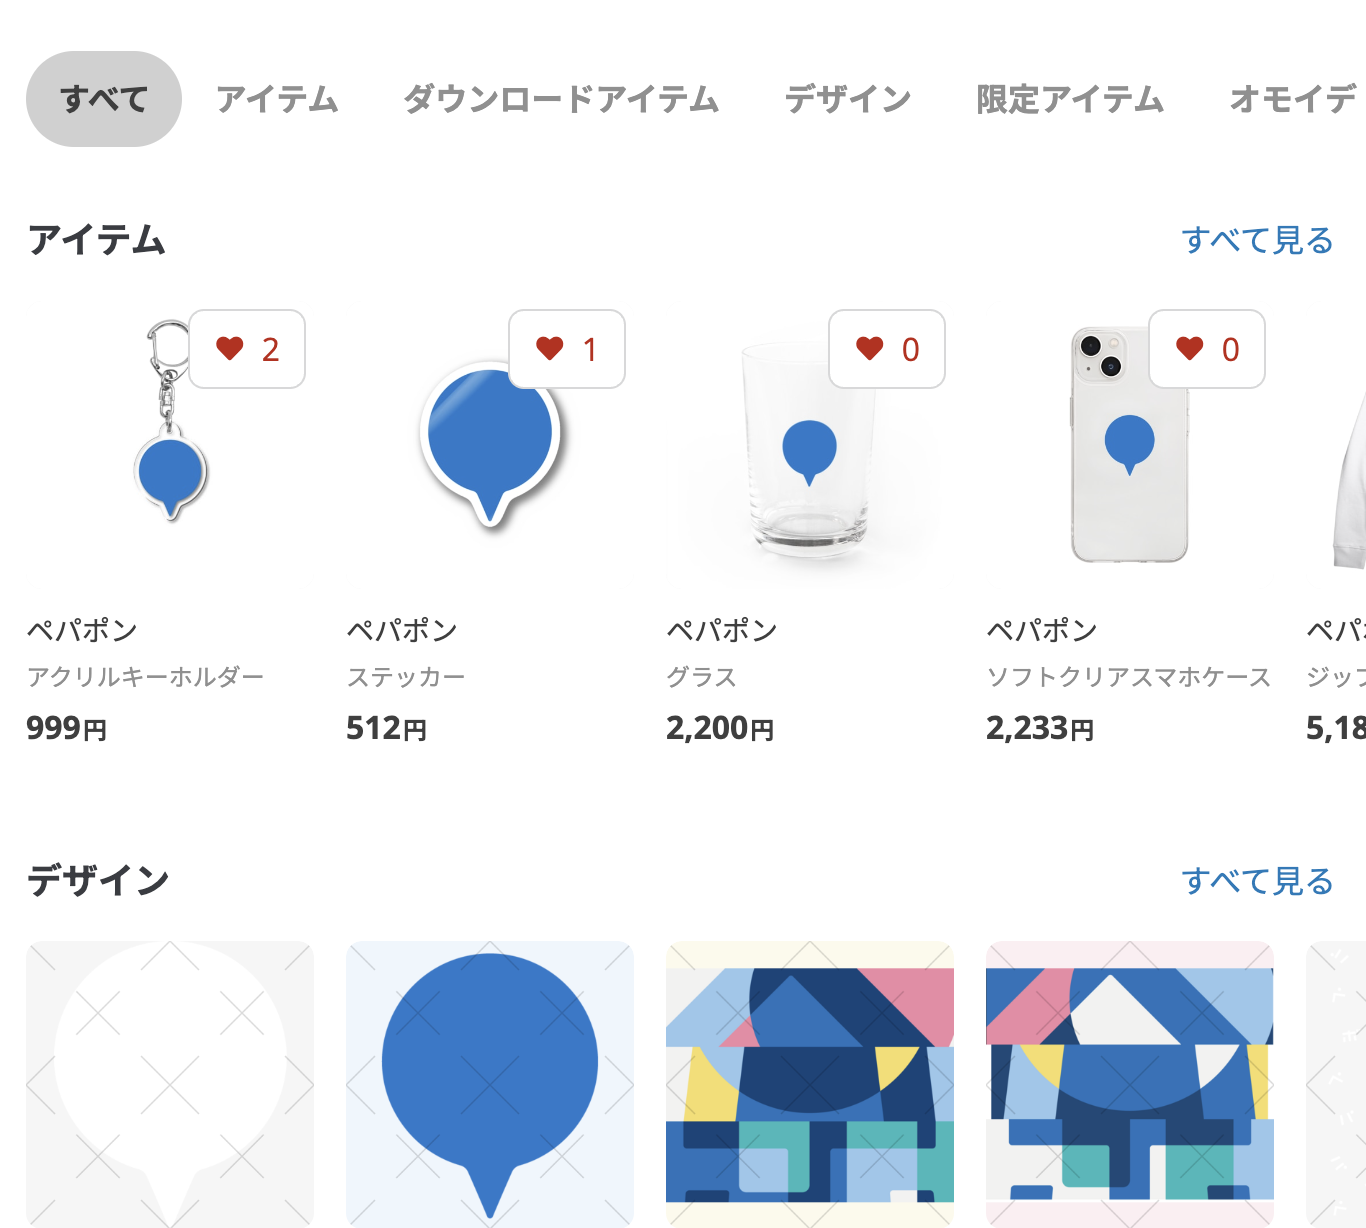 すべて アイテム ダウンロードアイテム デザイン 限定アイテム オモイデ
アイテム すべて見る
2 1 0 0
ペパポン ペパポン ペパポン ペパポン
アクリルキーホルダー ステッカー グラス ソフトクリアスマホケース
999円 512円 2,200円 2,233円 5,18
デザイン すべて見る